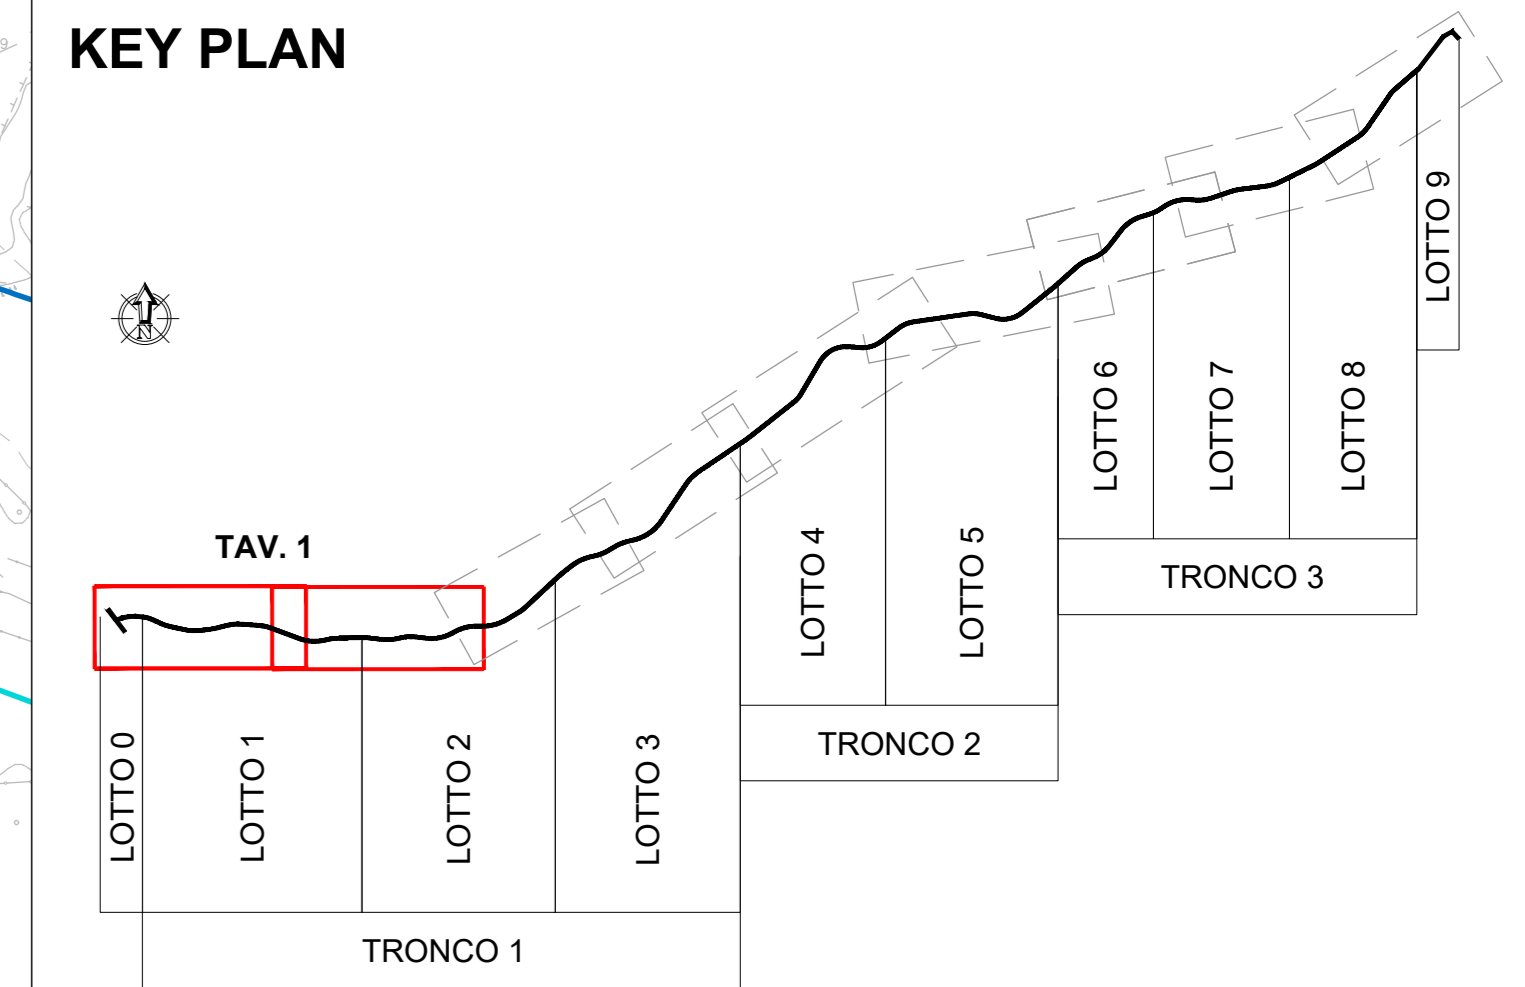 KEY PLAN
N
TAV. 1
LOTTO 0
LOTTO 1
LOTTO 2
LOTTO 3
LOTTO 4
LOTTO 5
LOTTO 6
LOTTO 7
LOTTO 8
LOTTO 9
TRONCO 1
TRONCO 2
TRONCO 3